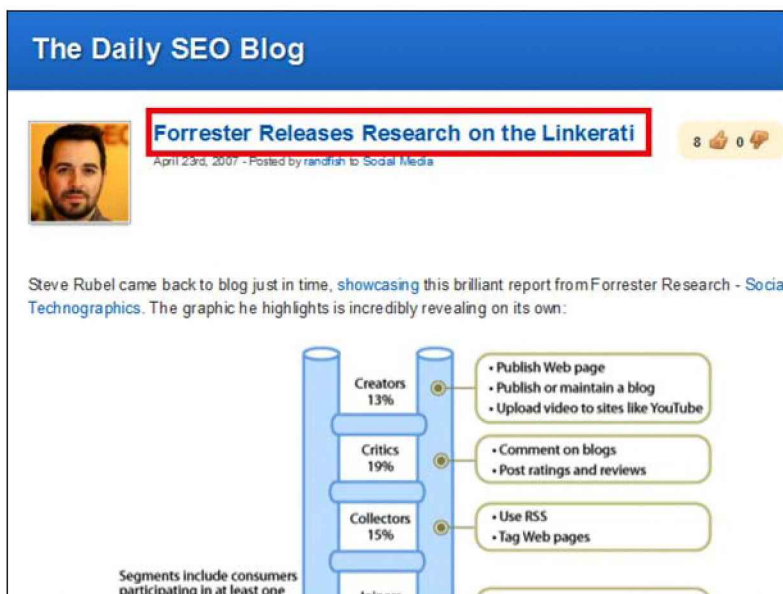 The Daily SEO Blog
Forrester Releases Research on the Linkerati
8 0
April 23rd, 2007 - Posted by randfish to Social Media
Steve Rubel came back to blog just in time, showcasing this brilliant report from Forrester Research - Socia
Technographics. The graphic he highlights is incredibly revealing on its own:
Creators
13%
• Publish Web page
• Publish or maintain a blog
• Upload video to sites like YouTube
Critics
19%
• Comment on blogs
• Post ratings and reviews
Collectors
15%
• Use RSS
• Tag Web pages
Segments include consumers
participating in at least one